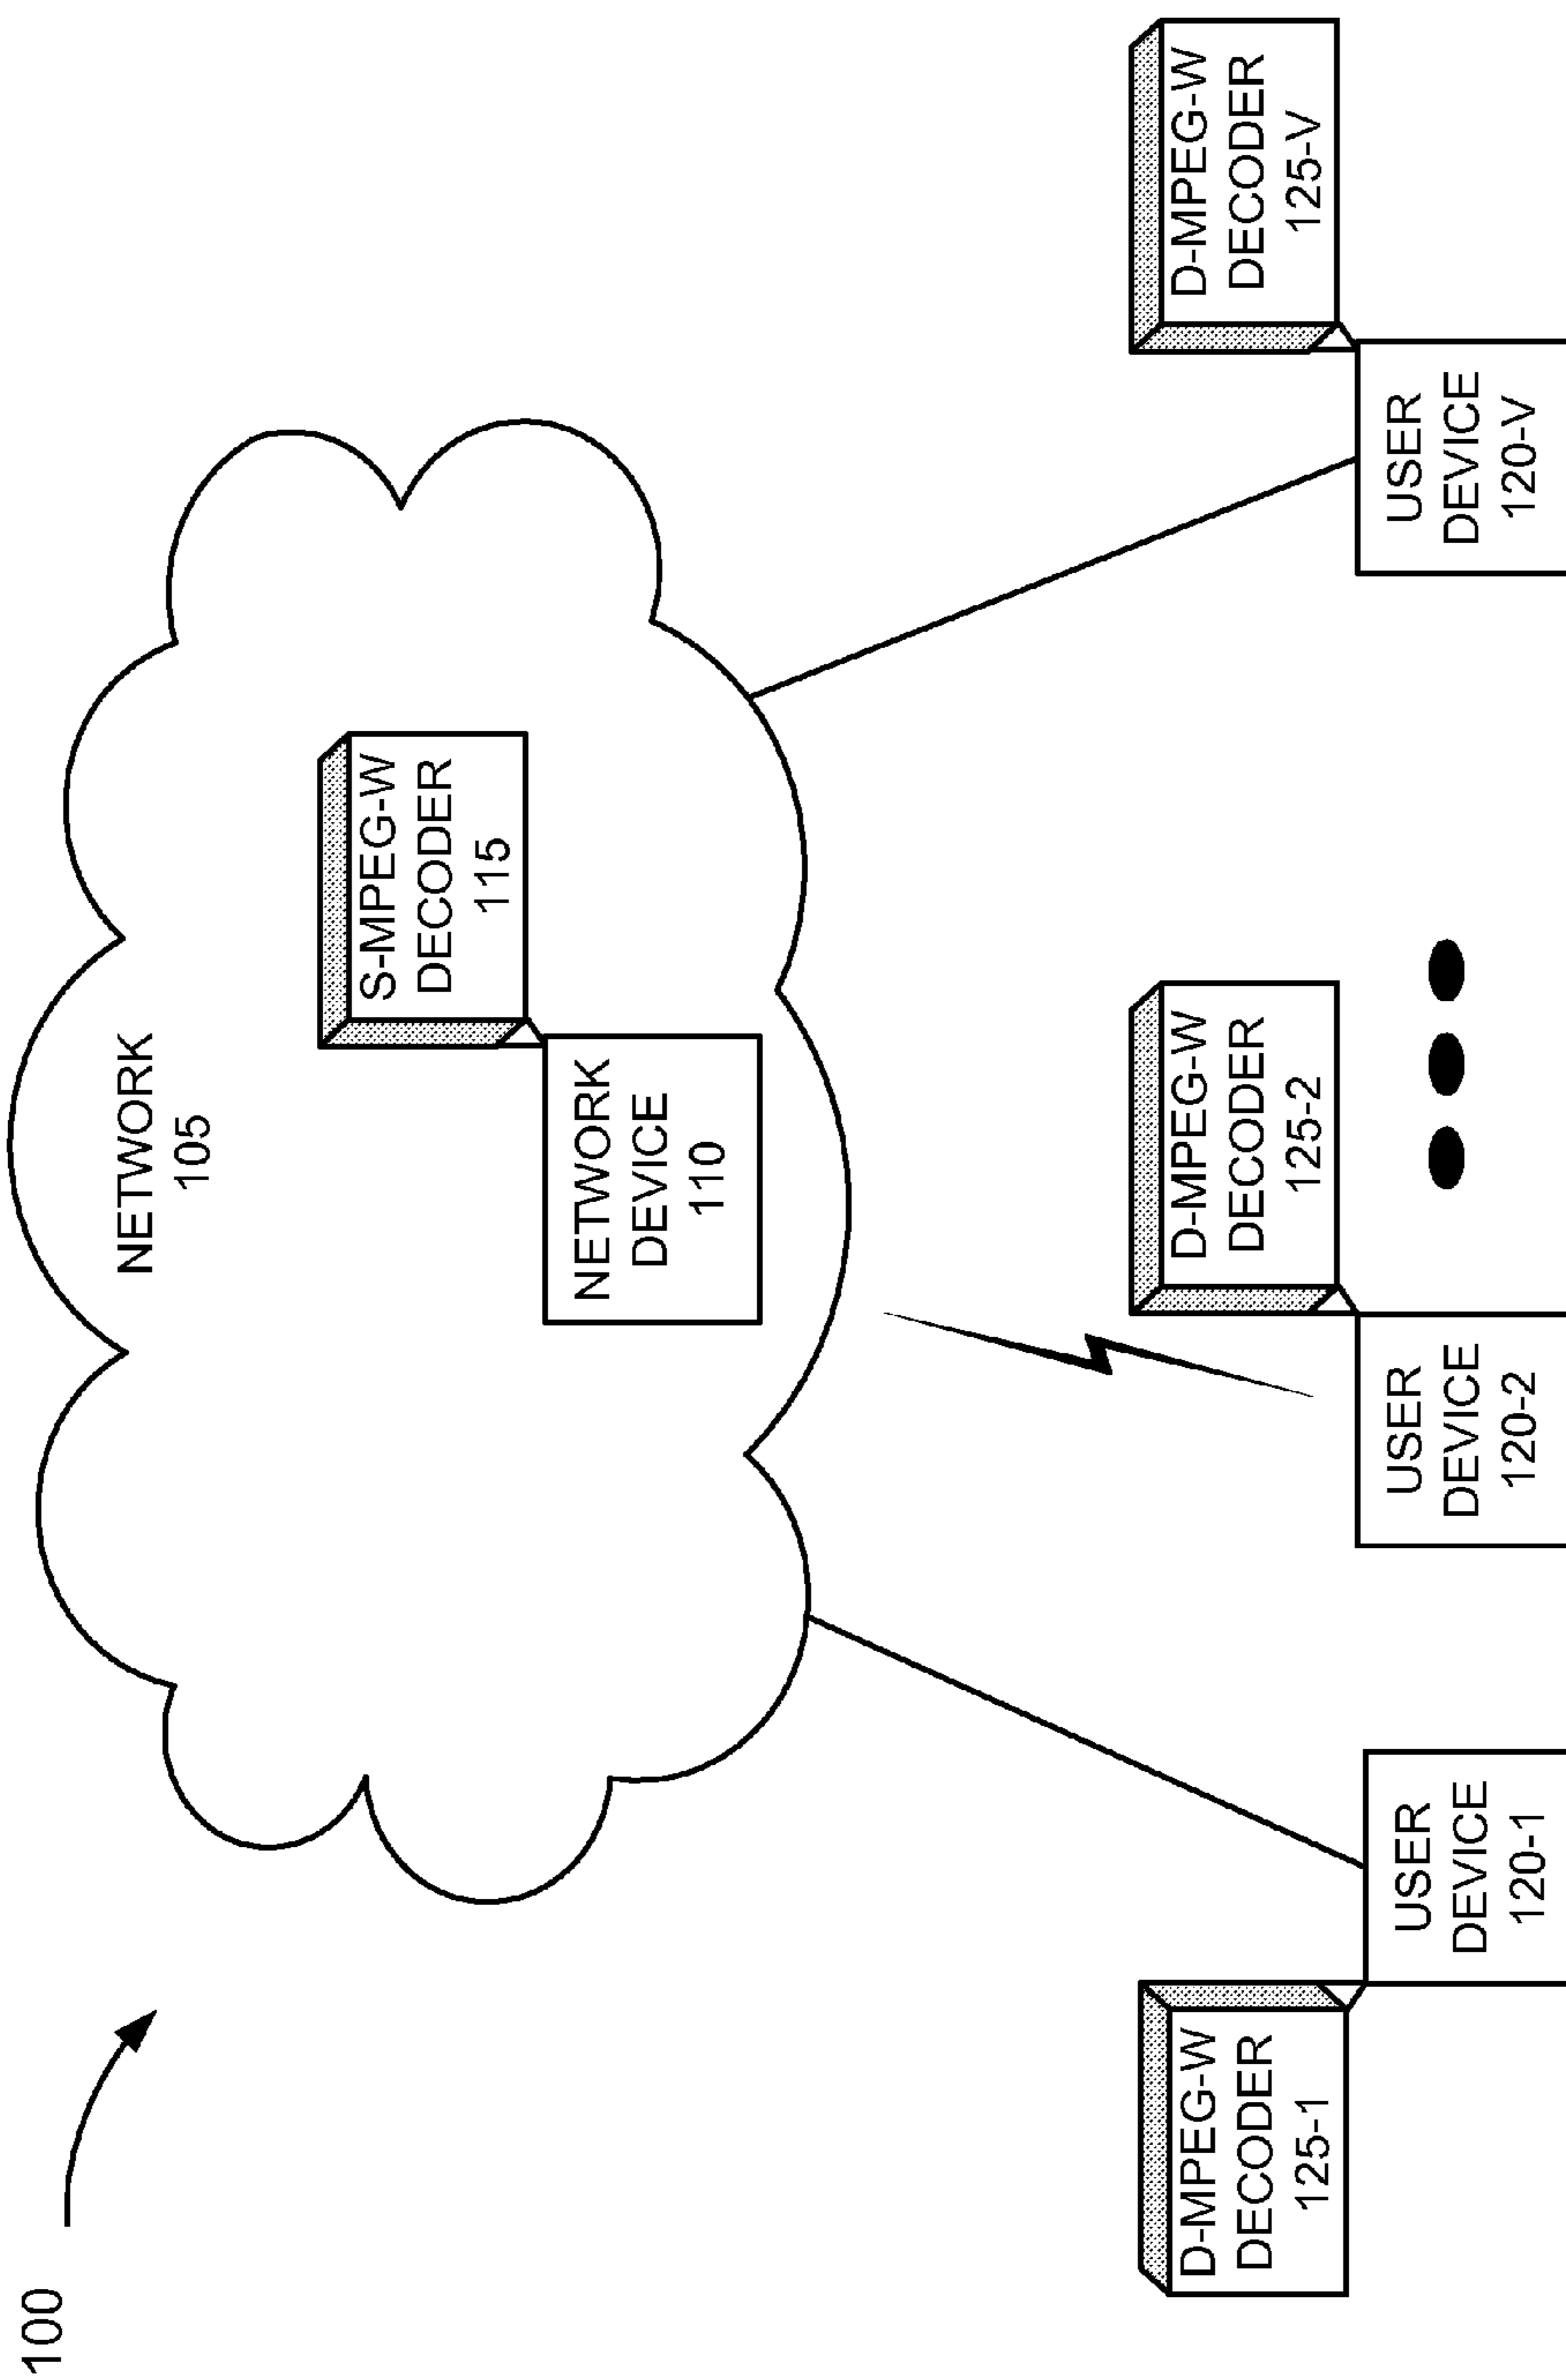 100
NETWORK
105
S-MPEG-W
DECODER
115
NETWORK
DEVICE
110
D-MPEG-W
DECODER
125-1
USER
DEVICE
120-1
D-MPEG-W
DECODER
125-2
USER
DEVICE
120-2
D-MPEG-W
DECODER
125-V
USER
DEVICE
120-V